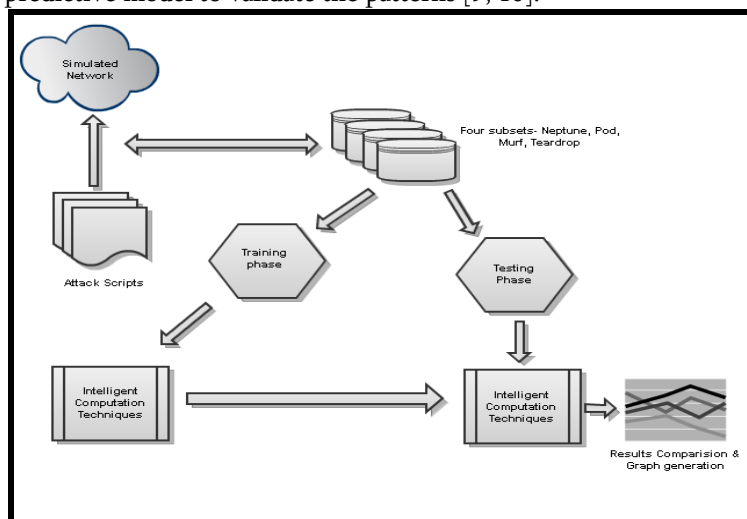 predictive model to validate the patterns [9, 10].
Simulated
Network
Four subsets- Neptune, Pod,
Murf, Teardrop
Attack Scripts
Training
phase
Testing
Phase
Intelligent
Computation
Techniques
Intelligent
Computation
Techniques
Results Comparision &
Graph generation